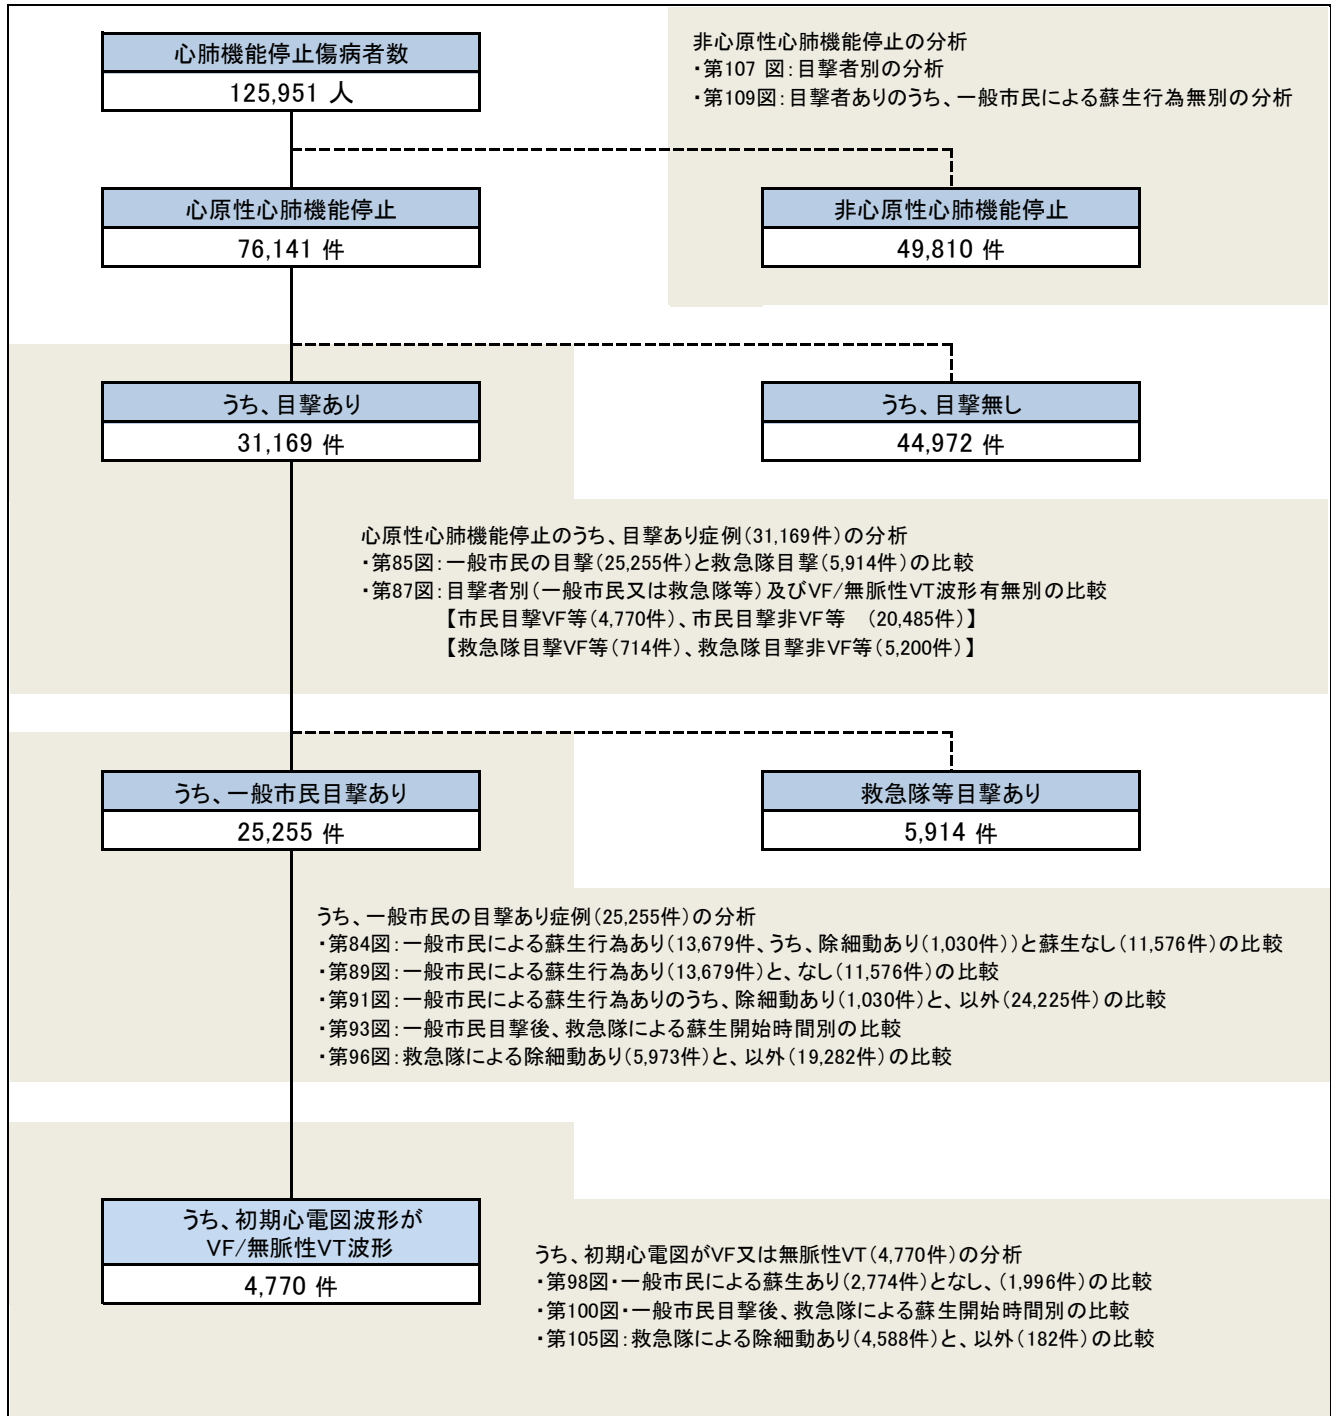 心肺機能停止傷病者数
125,951 人
非心原性心肺機能停止の分析
・第107 図：目撃者別の分析
・第109図：目撃者ありのうち、一般市民による蘇生行為無別の分析
心原性心肺機能停止
76,141 件
非心原性心肺機能停止
49,810 件
うち、目撃あり
31,169 件
うち、目撃無し
44,972 件
心原性心肺機能停止のうち、目撃あり症例（31,169件）の分析
・第85図：一般市民の目撃（25,255件）と救急隊目撃（5,914件）の比較
・第87図：目撃者別（一般市民又は救急隊等）及びVF/無脈性VT波形有無別の比較
【市民目撃VF等（4,770件）、市民目撃非VF等　（20,485件）】
【救急隊目撃VF等（714件）、救急隊目撃非VF等（5,200件）】
うち、一般市民目撃あり
25,255 件
救急隊等目撃あり
5,914 件
うち、一般市民の目撃あり症例（25,255件）の分析
・第84図：一般市民による蘇生行為あり（13,679件、うち、除細動あり（1,030件））と蘇生なし（11,576件）の比較
・第89図：一般市民による蘇生行為あり（13,679件）と、なし（11,576件）の比較
・第91図：一般市民による蘇生行為ありのうち、除細動あり（1,030件）と、以外（24,225件）の比較
・第93図：一般市民目撃後、救急隊による蘇生開始時間別の比較
・第96図：救急隊による除細動あり（5,973件）と、以外（19,282件）の比較
うち、初期心電図波形が
VF/無脈性VT波形
4,770 件
うち、初期心電図がVF又は無脈性VT（4,770件）の分析
・第98図・一般市民による蘇生あり（2,774件）となし、（1,996件）の比較
・第100図・一般市民目撃後、救急隊による蘇生開始時間別の比較
・第105図：救急隊による除細動あり（4,588件）と、以外（182件）の比較